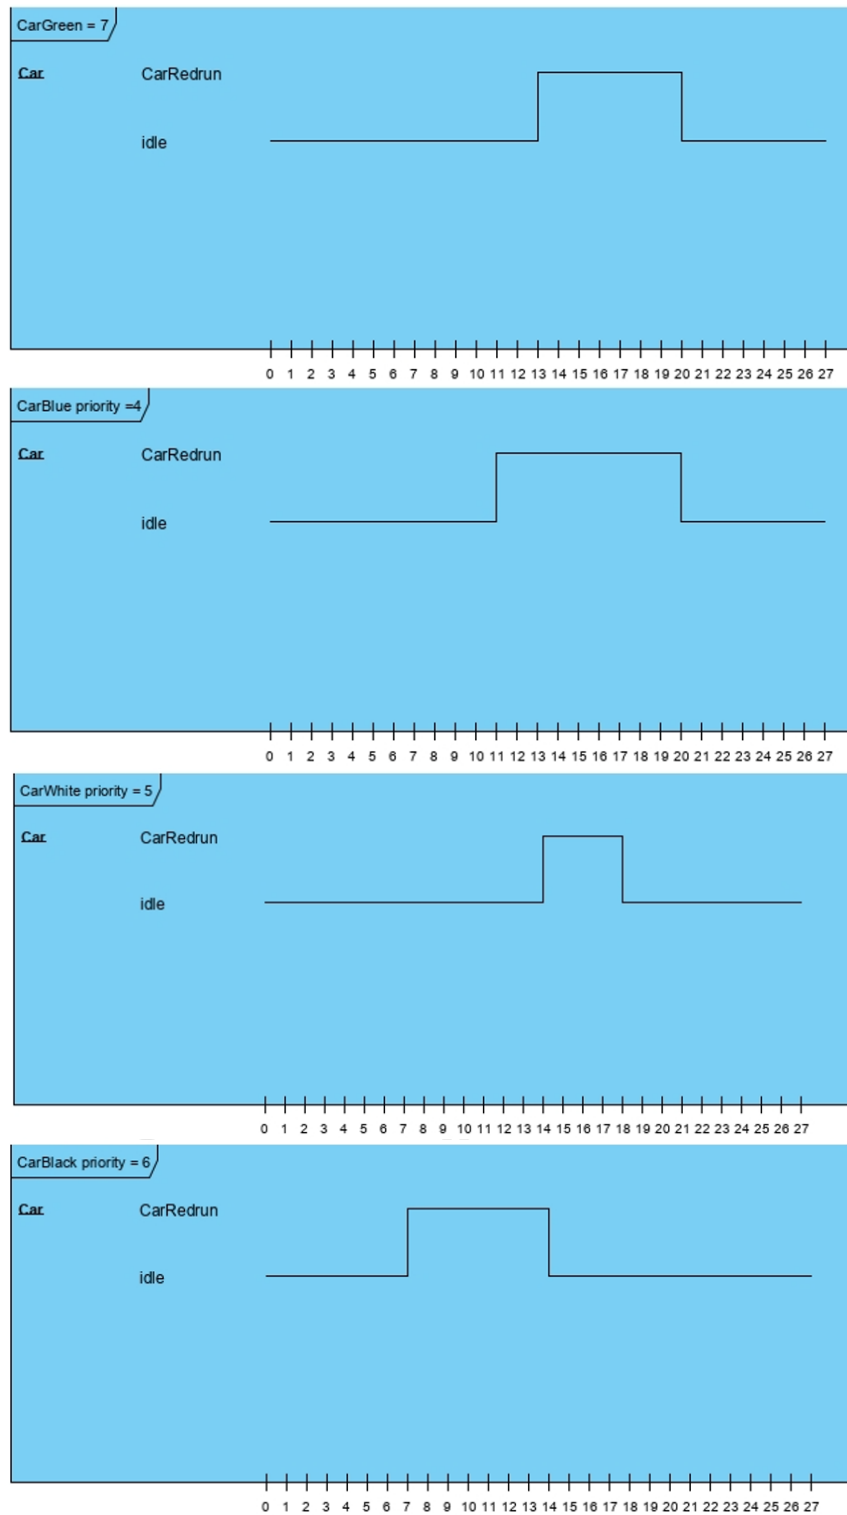 CarGreen = 7
Car CarRedrun
idle
0 1 2 3 4 5 6 7 8 9 10 11 12 13 14 15 16 17 18 19 20 21 22 23 24 25 26 27
CarBlue priority =4
Car CarRedrun
idle
0 1 2 3 4 5 6 7 8 9 10 11 12 13 14 15 16 17 18 19 20 21 22 23 24 25 26 27
CarWhite priority = 5
Car CarRedrun
idle
0 1 2 3 4 5 6 7 8 9 10 11 12 13 14 15 16 17 18 19 20 21 22 23 24 25 26 27
CarBlack priority = 6
Car CarRedrun
idle
0 1 2 3 4 5 6 7 8 9 10 11 12 13 14 15 16 17 18 19 20 21 22 23 24 25 26 27